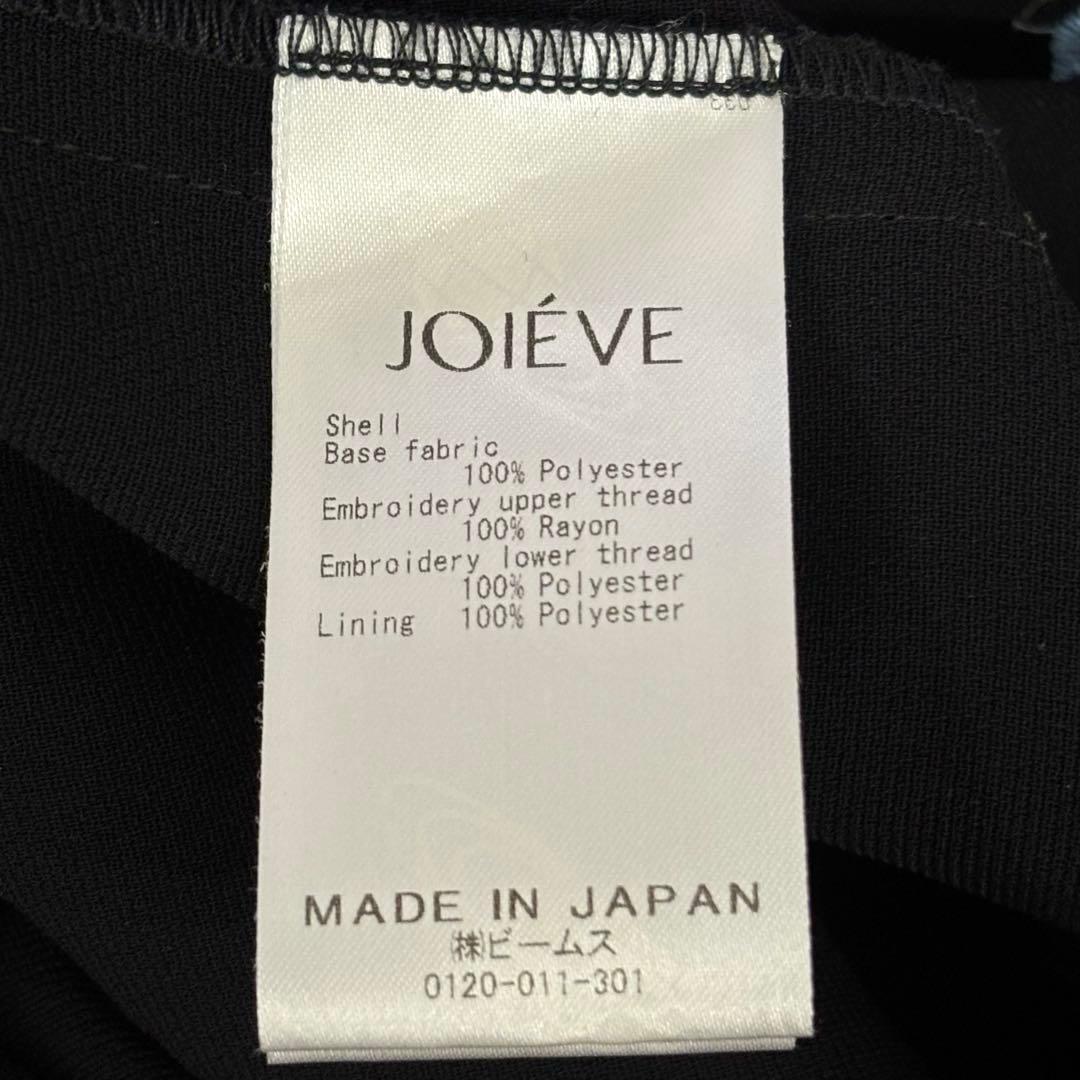 JOIÉVE
Shell
Base fabric
100% Polyester
Embroidery upper thread
100% Rayon
Embroidery lower thread
100% Polyester
Lining 100% Polyester
MADE IN JAPAN
㈱ビームス
0120-011-301